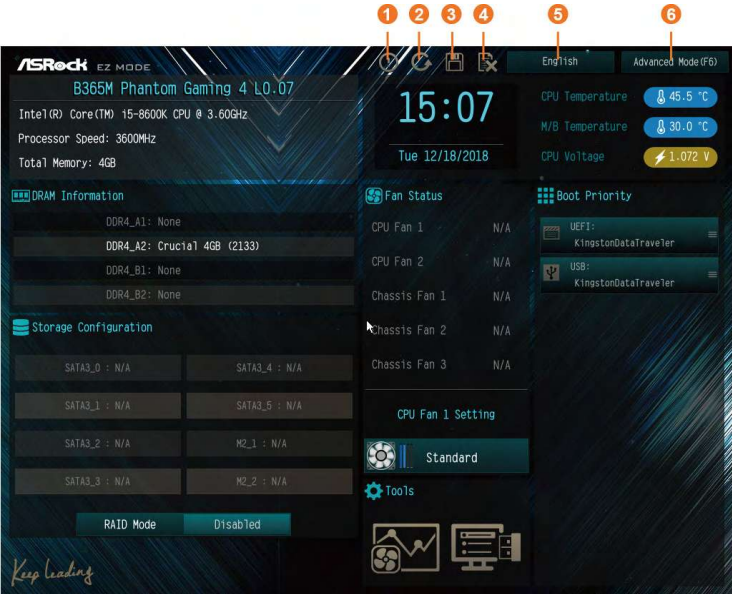 1 2 3 4 5 6
ASRock EZ MODE
English
Advanced Mode(F6)
B365M Phantom Gaming 4 L0.07
Intel(R) Core(TM) i5-8600K CPU @ 3.60GHz
Processor Speed: 3600MHz
Total Memory: 4GB
15:07
Tue 12/18/2018
CPU Temperature 45.5 °C
M/B Temperature 30.0 °C
CPU Voltage 1.072 V
DRAM Information
DDR4_A1: None
DDR4_A2: Crucial 4GB (2133)
DDR4_B1: None
DDR4_B2: None
Storage Configuration
SATA3_0 : N/A SATA3_4 : N/A
SATA3_1 : N/A SATA3_5 : N/A
SATA3_2 : N/A M2_1 : N/A
SATA3_3 : N/A M2_2 : N/A
RAID Mode Disabled
Keep Leading
Fan Status
CPU Fan 1 N/A
CPU Fan 2 N/A
Chassis Fan 1 N/A
Chassis Fan 2 N/A
Chassis Fan 3 N/A
CPU Fan 1 Setting
Standard
Tools
Boot Priority
UEFI:
KingstonDataTraveler
USB:
KingstonDataTraveler